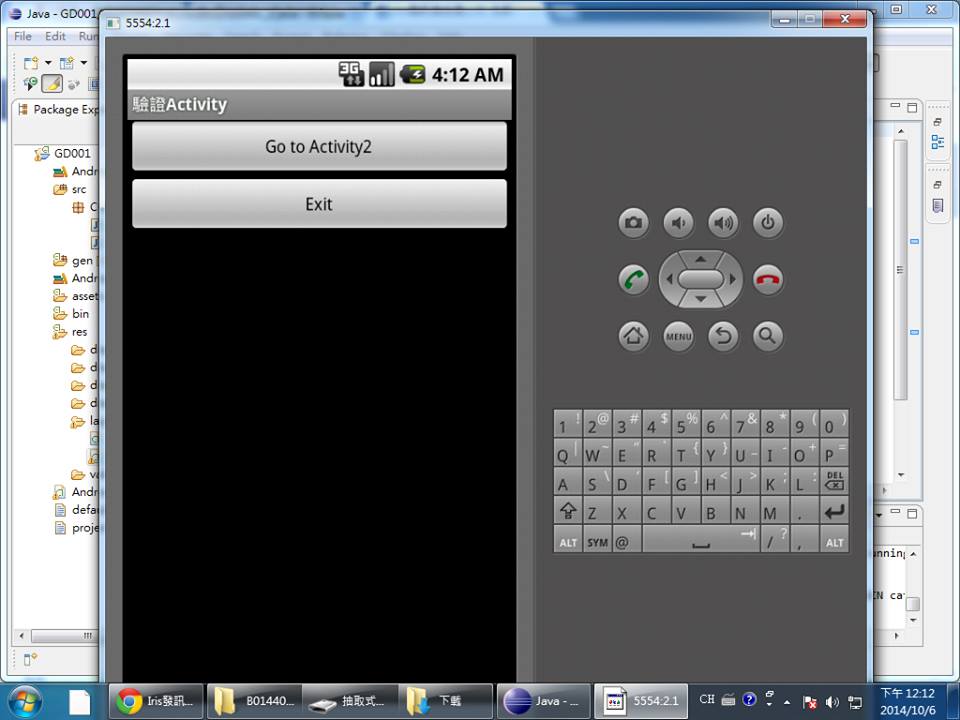 Java - GD001
5554:2.1
File Edit Run
3G
4:12 AM
驗證Activity
Go to Activity2
Exit
Package Exp
GD001
Andr
src
C
gen
Andr
asset
bin
res
d
d
d
d
la
va
Andr
defau
proje
MENU
1 ! 2 @ 3 # 4 $ 5 % 6 ^ 7 & 8 * 9 ( 0 )
Q | W ~ E " R ` T { Y } U _ I - O + P =
A S \ D ' F [ G ] H < J > K ; L : DEL
Z X C V B N M .
ALT SYM @ / ? , ALT
unning
IN ca
Iris發訊...
B01440...
抽取式...
下載
Java - ...
5554:2.1
CH
下午 12:12
2014/10/6